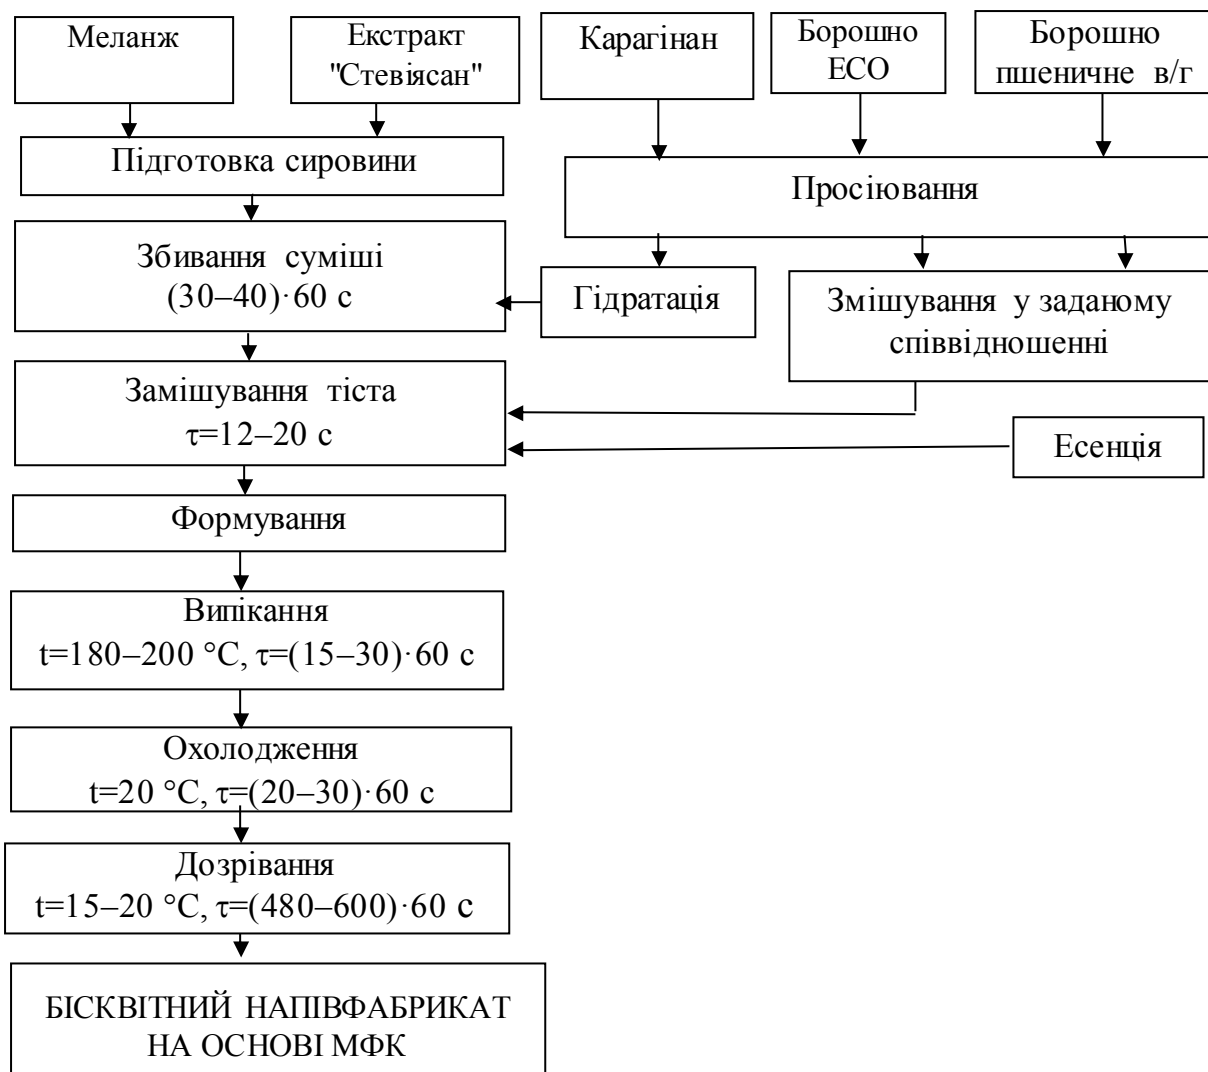 Меланж
Екстракт
"Стевіясан"
Карагінан
Борошно
ЕСО
Борошно
пшеничне в/г
Підготовка сировини
Просіювання
Збивання суміші
(30–40)·60 с
Гідратація
Змішування у заданому
співвідношенні
Замішування тіста
τ=12–20 с
Есенція
Формування
Випікання
t=180–200 °C, τ=(15–30)·60 с
Охолодження
t=20 °C, τ=(20–30)·60 с
Дозрівання
t=15–20 °C, τ=(480–600)·60 с
БІСКВІТНИЙ НАПІВФАБРИКАТ
НА ОСНОВІ МФК